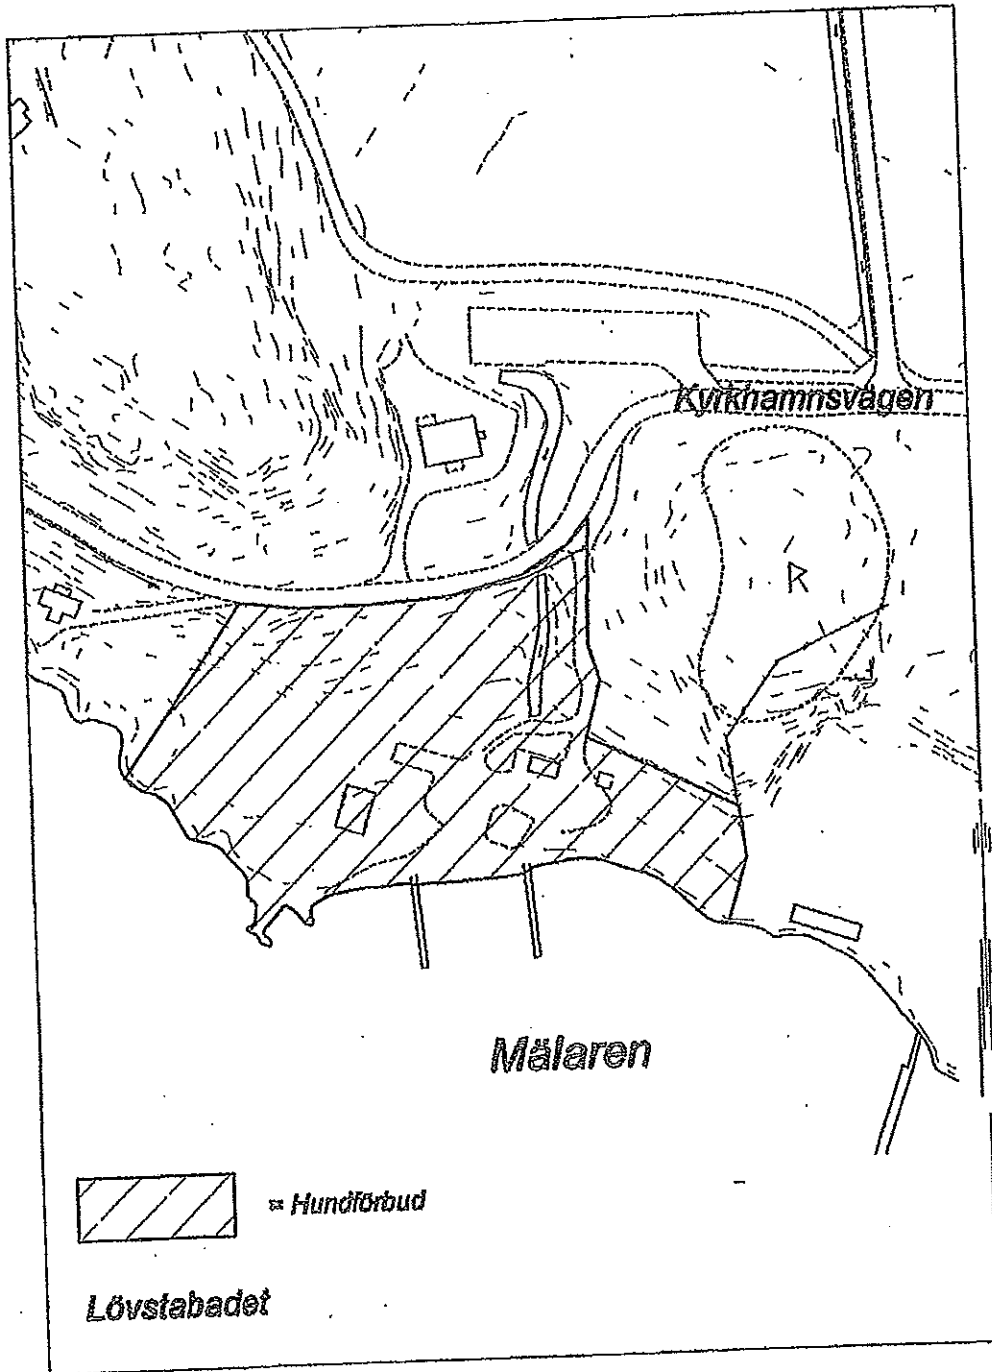 Kyrkhamnsvägen
R
Mälaren
= Hundförbud
Lövstabadet